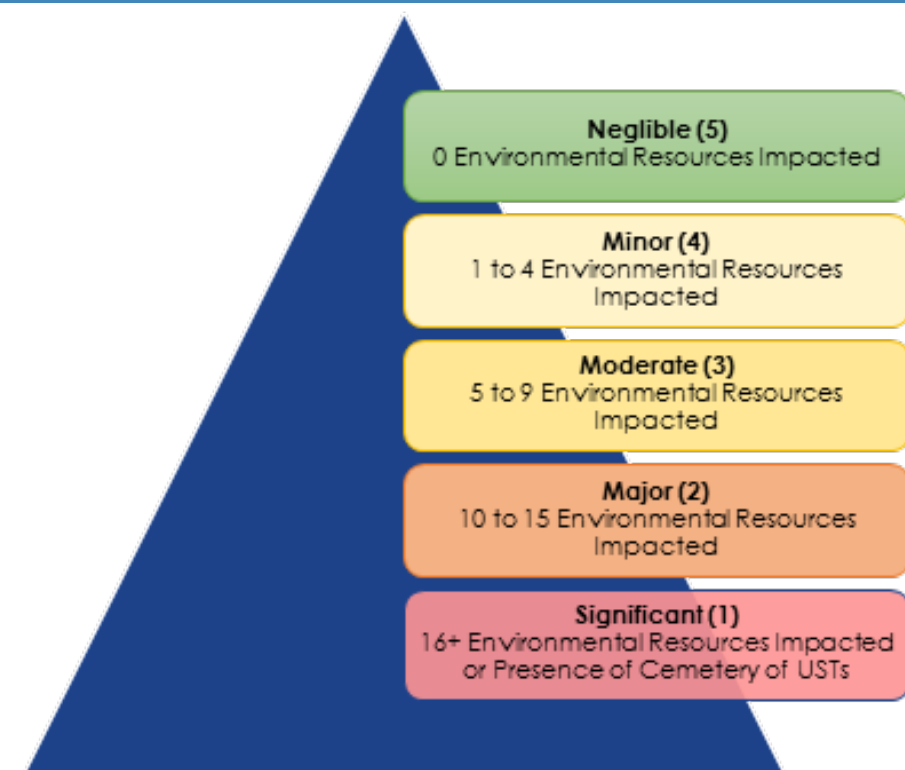 Neglible (5)
0 Environmental Resources Impacted
Minor (4)
1 to 4 Environmental Resources
Impacted
Moderate (3)
5 to 9 Environmental Resources
Impacted
Major (2)
10 to 15 Environmental Resources
Impacted
Significant (1)
16+ Environmental Resources Impacted
or Presence of Cemetery of USTs